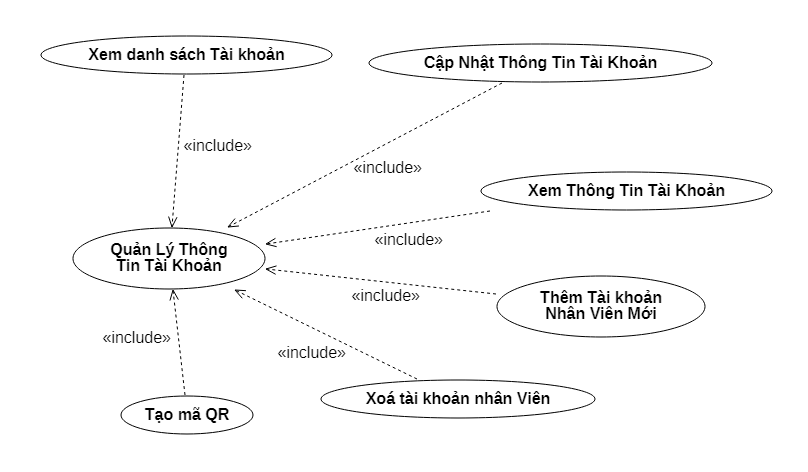 Xem danh sách Tài khoản
Cập Nhật Thông Tin Tài Khoản
«include»
«include»
Xem Thông Tin Tài Khoản
«include»
Quản Lý Thông
Tin Tài Khoản
«include»
Thêm Tài khoản
Nhân Viên Mới
«include»
«include»
Xoá tài khoản nhân Viên
Tạo mã QR